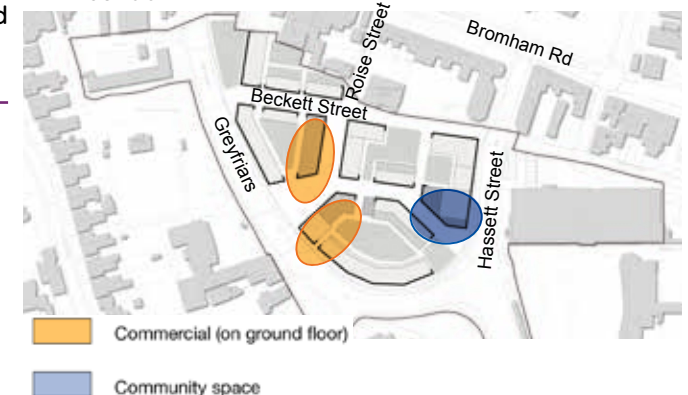 d
Bromham Rd
Roise Street
Beckett Street
Greyfriars
Hassett Street
Commercial (on ground floor)
Community space